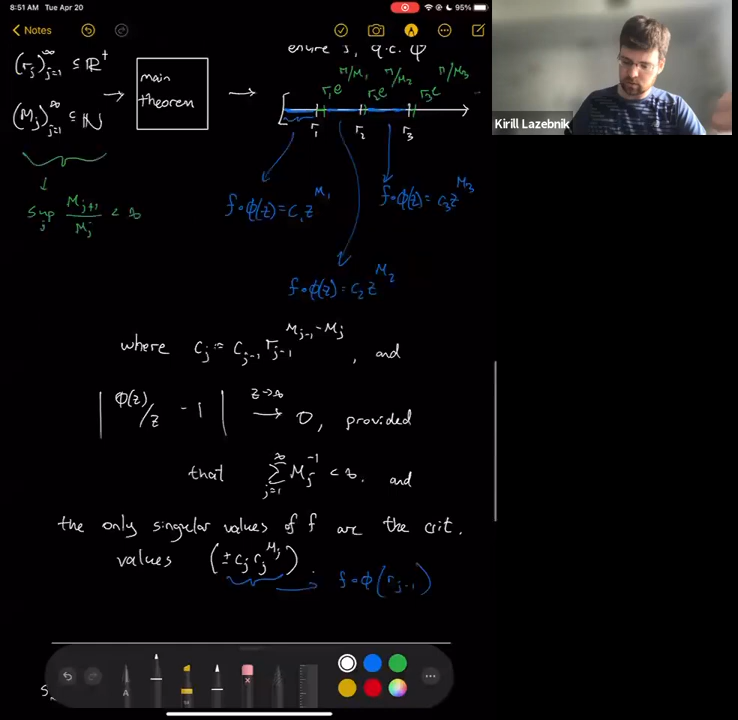 8:51 AM Tue Apr 20
95%
Notes
Kirill Lazebnik
entire f, q.c. φ
(r_j)_{j=1}^∞ ⊆ ℝ^+
(M_j)_{j=1}^∞ ⊆ ℕ
main
theorem
r_1 e^{π/M_1} r_2 e^{π/M_2} r_3 e^{π/M_3}
r_1 r_2 r_3
sup_j M_{j+1}/M_j < ∞
f∘φ(z) = c_1 z^{M_1}
f∘φ(z) = c_3 z^{M_3}
f∘φ(z) = c_2 z^{M_2}
where c_j := c_{j-1} r_{j-1}^{M_{j-1} - M_j}, and
| φ(z)/z - 1 | z→∞ ⟶ 0, provided
that ∑_{j=1}^∞ M_j^{-1} < ∞. and
the only singular values of f are the crit.
values (± c_j r_j^{M_j}).
f∘φ(r_{j-1})
A